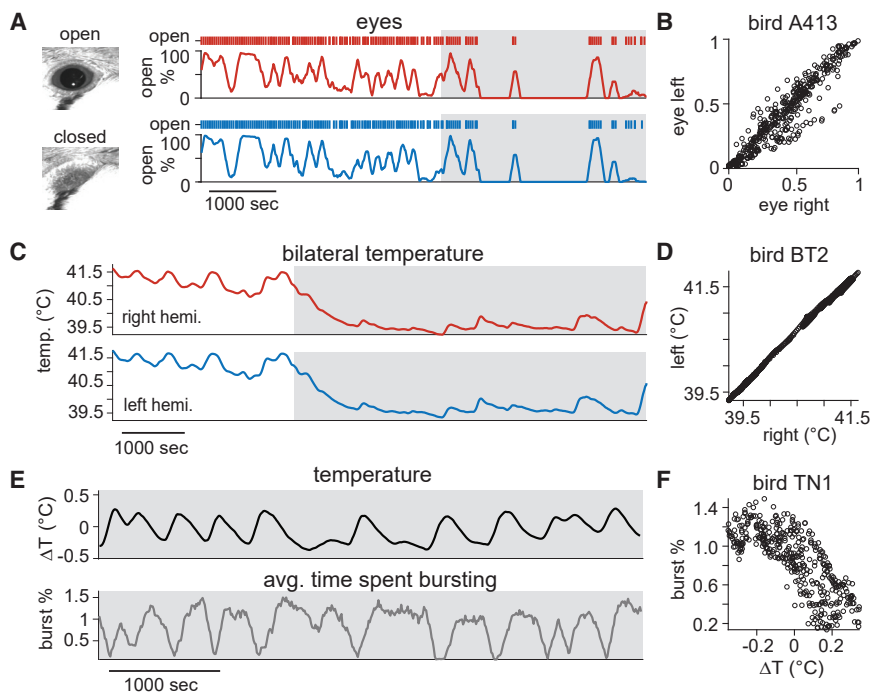 A
eyes
B
bird A413
open
closed
open
100
open
%
0
open
100
open
%
0
1000 sec
eye left
1
0.5
0
0
0.5
1
eye right
C
bilateral temperature
D
bird BT2
temp. (°C)
41.5
40.5
39.5
right hemi.
41.5
40.5
39.5
left hemi.
1000 sec
left (°C)
41.5
39.5
39.5
41.5
right (°C)
E
temperature
F
bird TN1
ΔT (°C)
0.5
0
-0.5
avg. time spent bursting
burst %
1.5
1.0
0.5
1000 sec
burst %
1.4
1.0
0.6
0.2
-0.2
0
0.2
ΔT (°C)